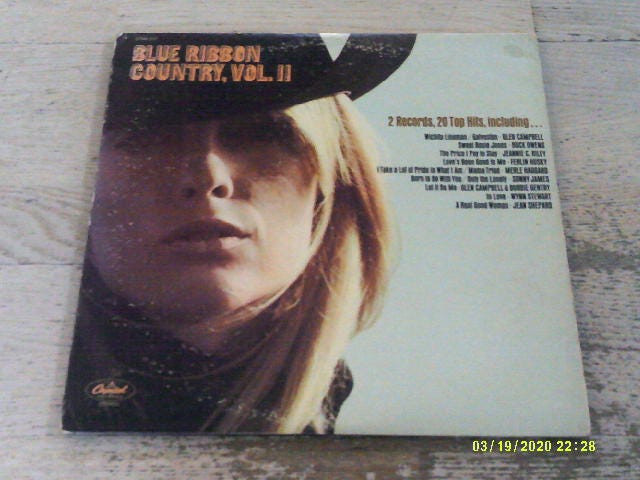 BLUE RIBBON
COUNTRY, VOL. II
2 Records, 20 Top Hits, including...
Wichita Lineman · Galveston · GLEN CAMPBELL
Sweet Rosie Jones · BUCK OWENS
The Price I Pay to Stay · JEANNIE C. RILEY
Love's Been Good to Me · FERLIN HUSKY
I Take a Lot of Pride in What I Am · Mama Tried · MERLE HAGGARD
Born to Be With You · Only the Lonely · SONNY JAMES
Let It Be Me · GLEN CAMPBELL & BOBBIE GENTRY
In Love · WYNN STEWART
A Real Good Woman · JEAN SHEPARD
Capitol
03/19/2020 22:28